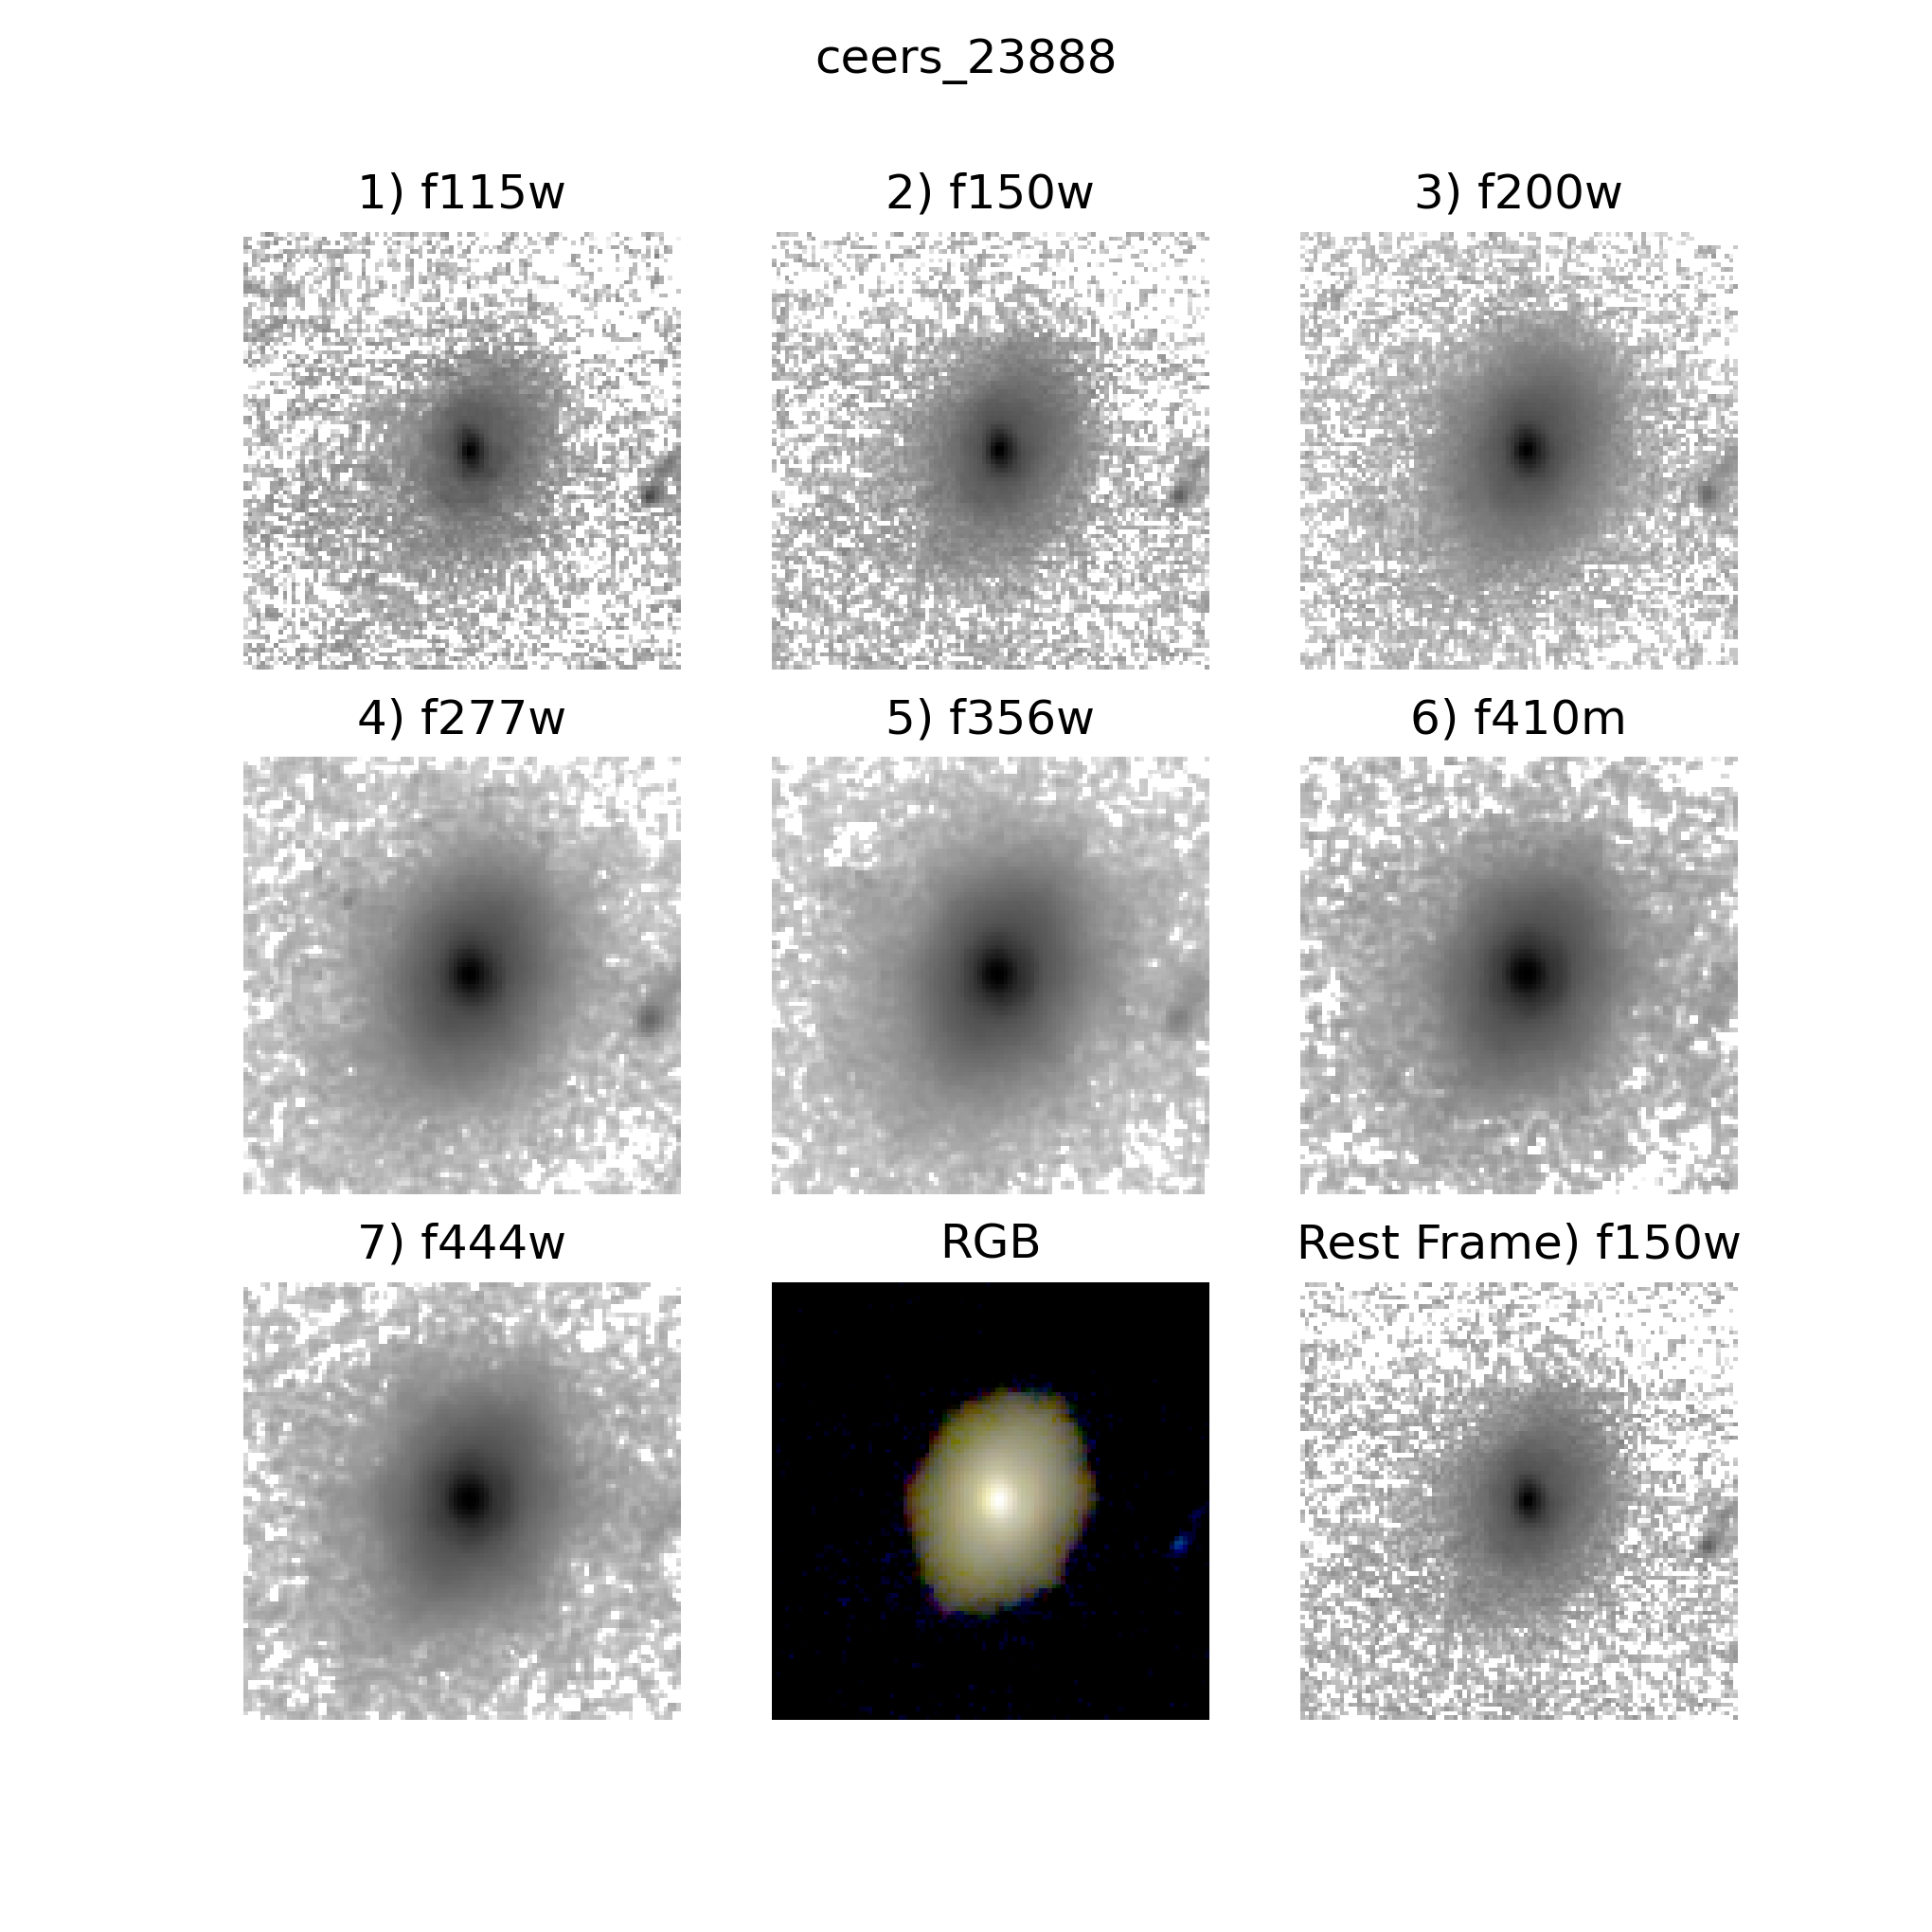 ceers_23888
1) f115w
2) f150w
3) f200w
4) f277w
5) f356w
6) f410m
7) f444w
RGB
Rest Frame) f150w